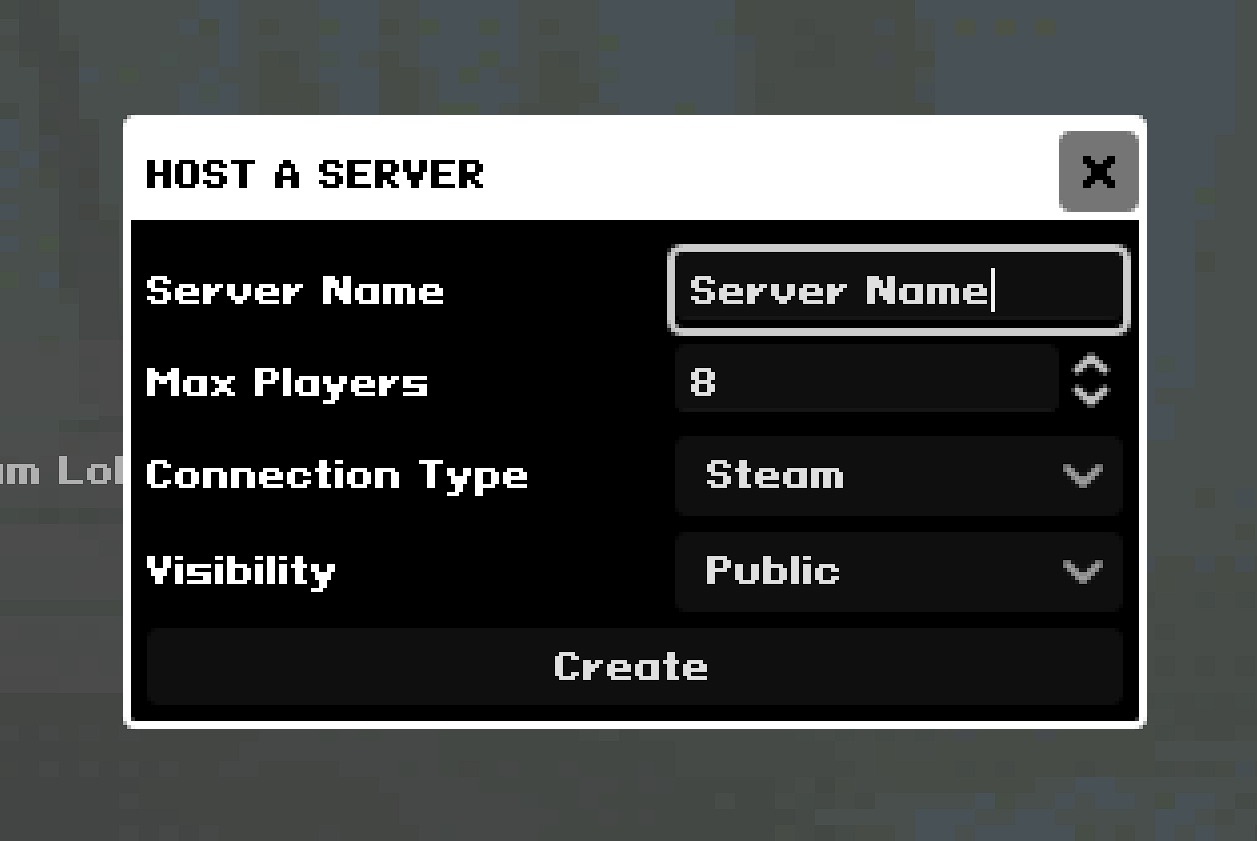 HOST A SERVER
Server Name Server Name
Max Players 8
Connection Type Steam
Visibility Public
Create